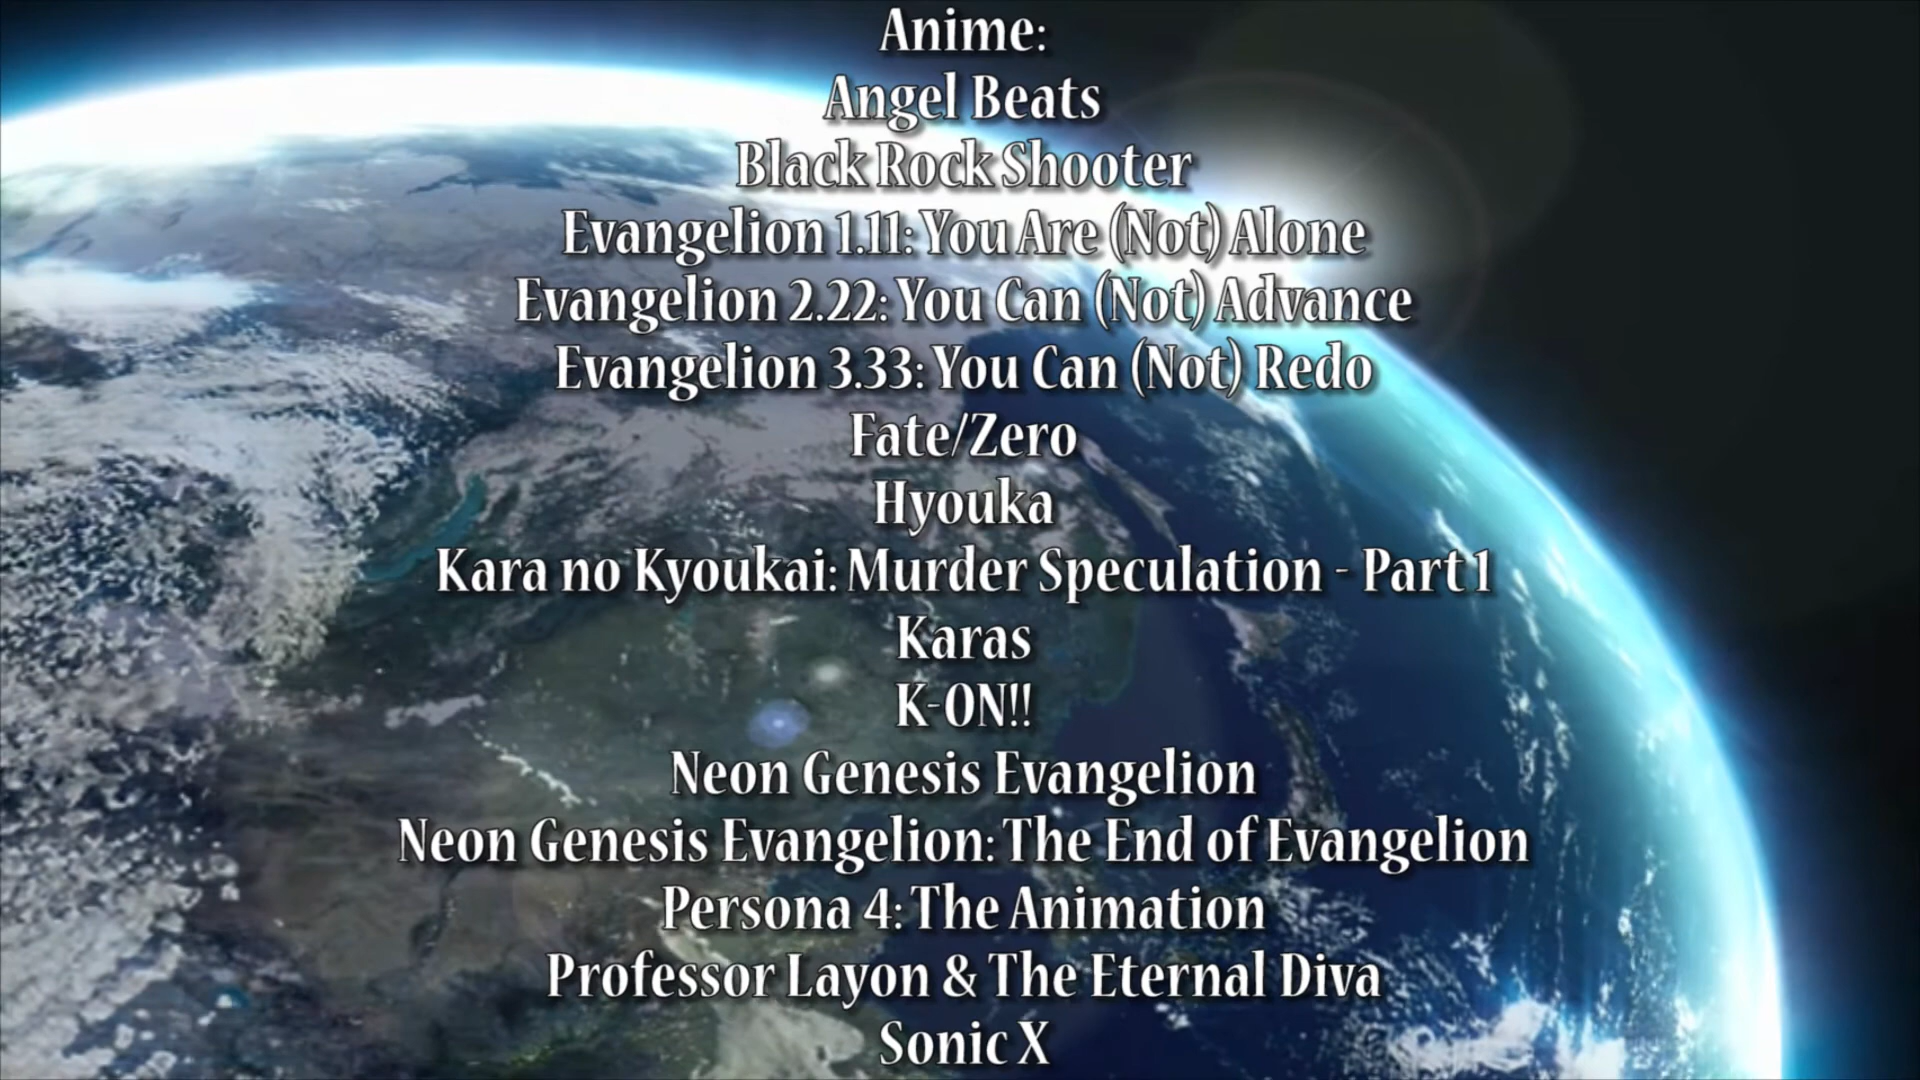 Anime:
Angel Beats
Black Rock Shooter
Evangelion 1.11: You Are (Not) Alone
Evangelion 2.22: You Can (Not) Advance
Evangelion 3.33: You Can (Not) Redo
Fate/Zero
Hyouka
Kara no Kyoukai: Murder Speculation - Part 1
Karas
K-ON!!
Neon Genesis Evangelion
Neon Genesis Evangelion: The End of Evangelion
Persona 4: The Animation
Professor Layon & The Eternal Diva
Sonic X